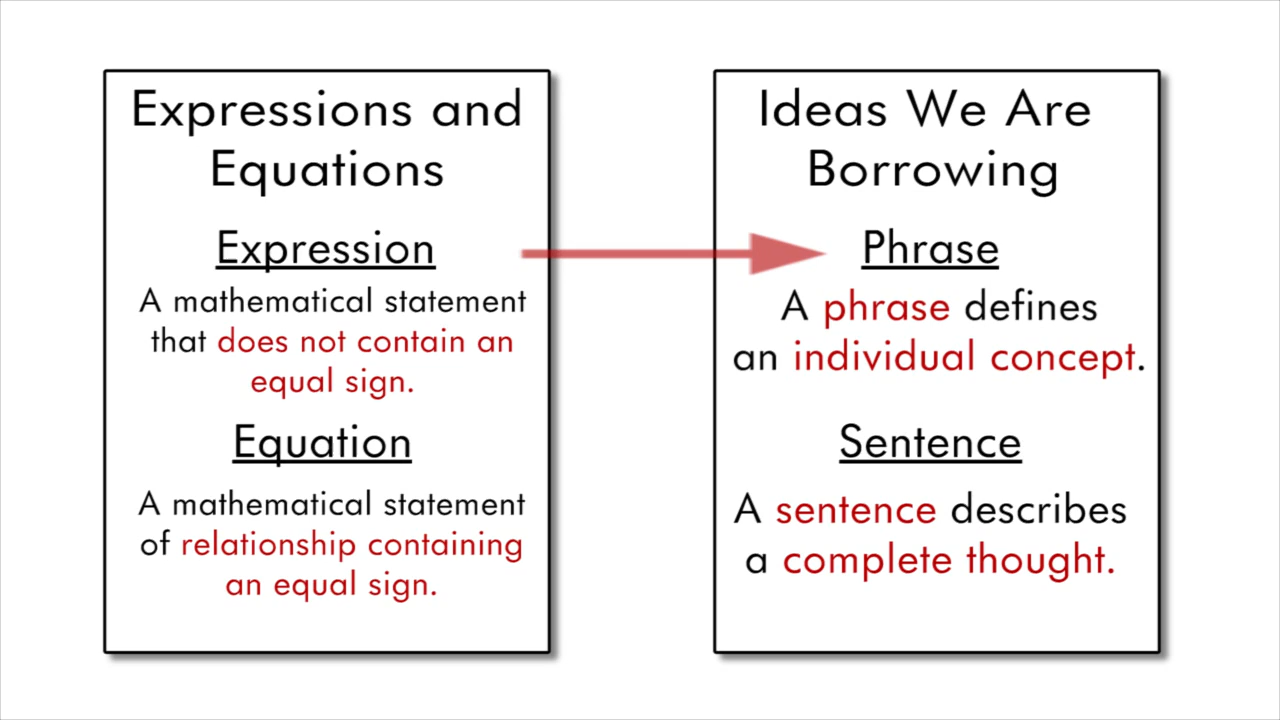 Expressions and
Equations
Expression
A mathematical statement
that does not contain an
equal sign.
Equation
A mathematical statement
of relationship containing
an equal sign.
Ideas We Are
Borrowing
Phrase
A phrase defines
an individual concept.
Sentence
A sentence describes
a complete thought.